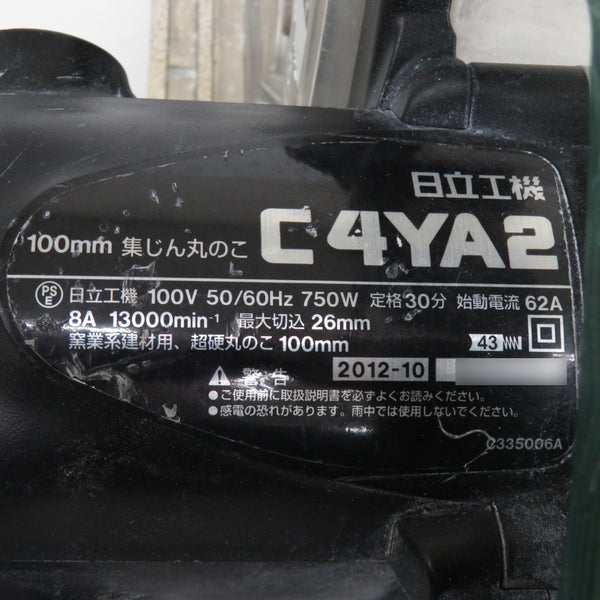 日立工機
100mm 集じん丸のこ C4YA2
PS E 日立工機 100V 50/60Hz 750W 定格30分 始動電流 62A
8A 13000min⁻¹ 最大切込 26mm
窯業系建材用、超硬丸のこ 100mm 43
警告 2012-10
●ご使用前に取扱説明書を必ずよくお読みください。
●感電の恐れがあります。雨中では使用しないでください。
C335006A